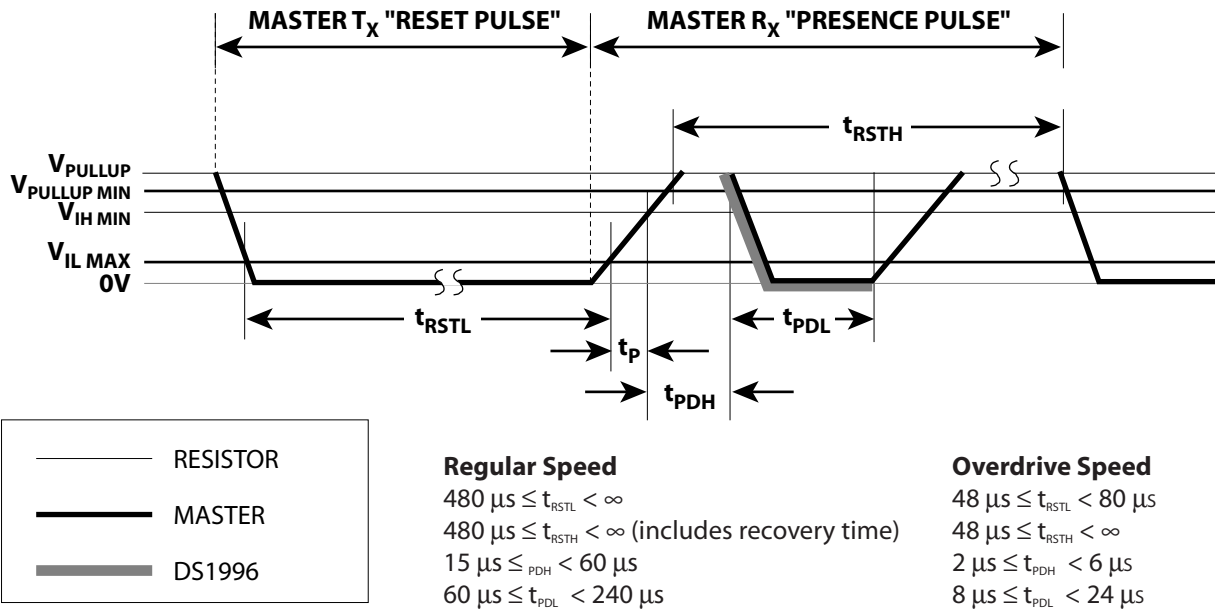 MASTER TX "RESET PULSE" MASTER RX "PRESENCE PULSE"
tRSTH
VPULLUP
VPULLUP MIN
VIH MIN
VIL MAX
0V
tRSTL
tPDL
tP
tPDH
RESISTOR
MASTER
DS1996
Regular Speed
480 μs ≤ tRSTL < ∞
480 μs ≤ tRSTH < ∞ (includes recovery time)
15 μs ≤ PDH < 60 μs
60 μs ≤ tPDL < 240 μs
Overdrive Speed
48 μs ≤ tRSTL < 80 μs
48 μs ≤ tRSTH < ∞
2 μs ≤ tPDH < 6 μs
8 μs ≤ tPDL < 24 μs